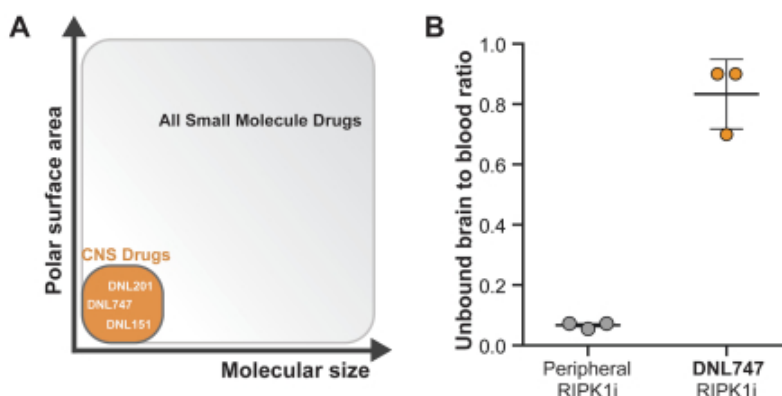 A
Polar surface area
All Small Molecule Drugs
CNS Drugs
DNL201
DNL747
DNL151
Molecular size
B
Unbound brain to blood ratio
1.0
0.8
0.6
0.4
0.2
0.0
Peripheral
RIPK1i
DNL747
RIPK1i